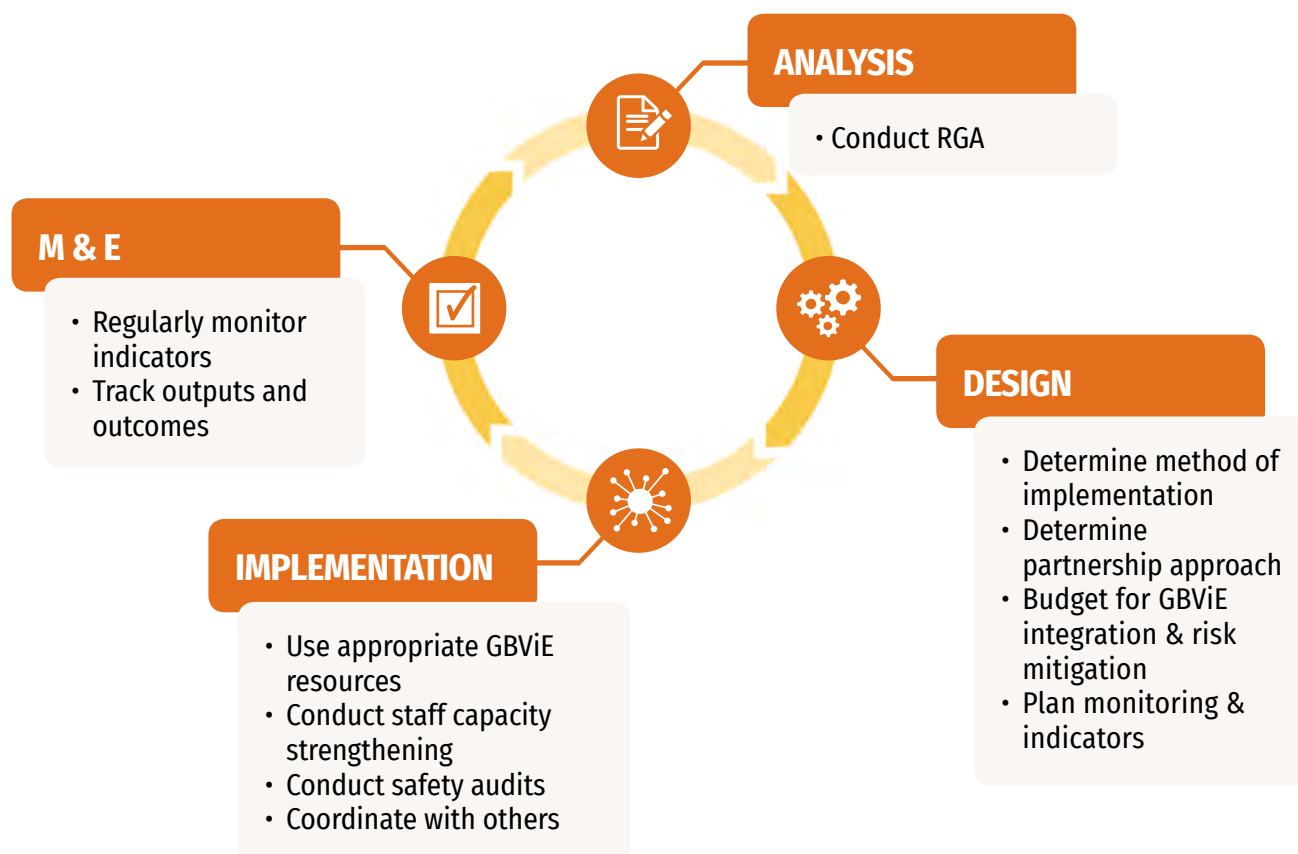 ANALYSIS
• Conduct RGA
DESIGN
• Determine method of
implementation
• Determine
partnership approach
• Budget for GBViE
integration & risk
mitigation
• Plan monitoring &
indicators
IMPLEMENTATION
• Use appropriate GBViE
resources
• Conduct staff capacity
strengthening
• Conduct safety audits
• Coordinate with others
M & E
• Regularly monitor
indicators
• Track outputs and
outcomes